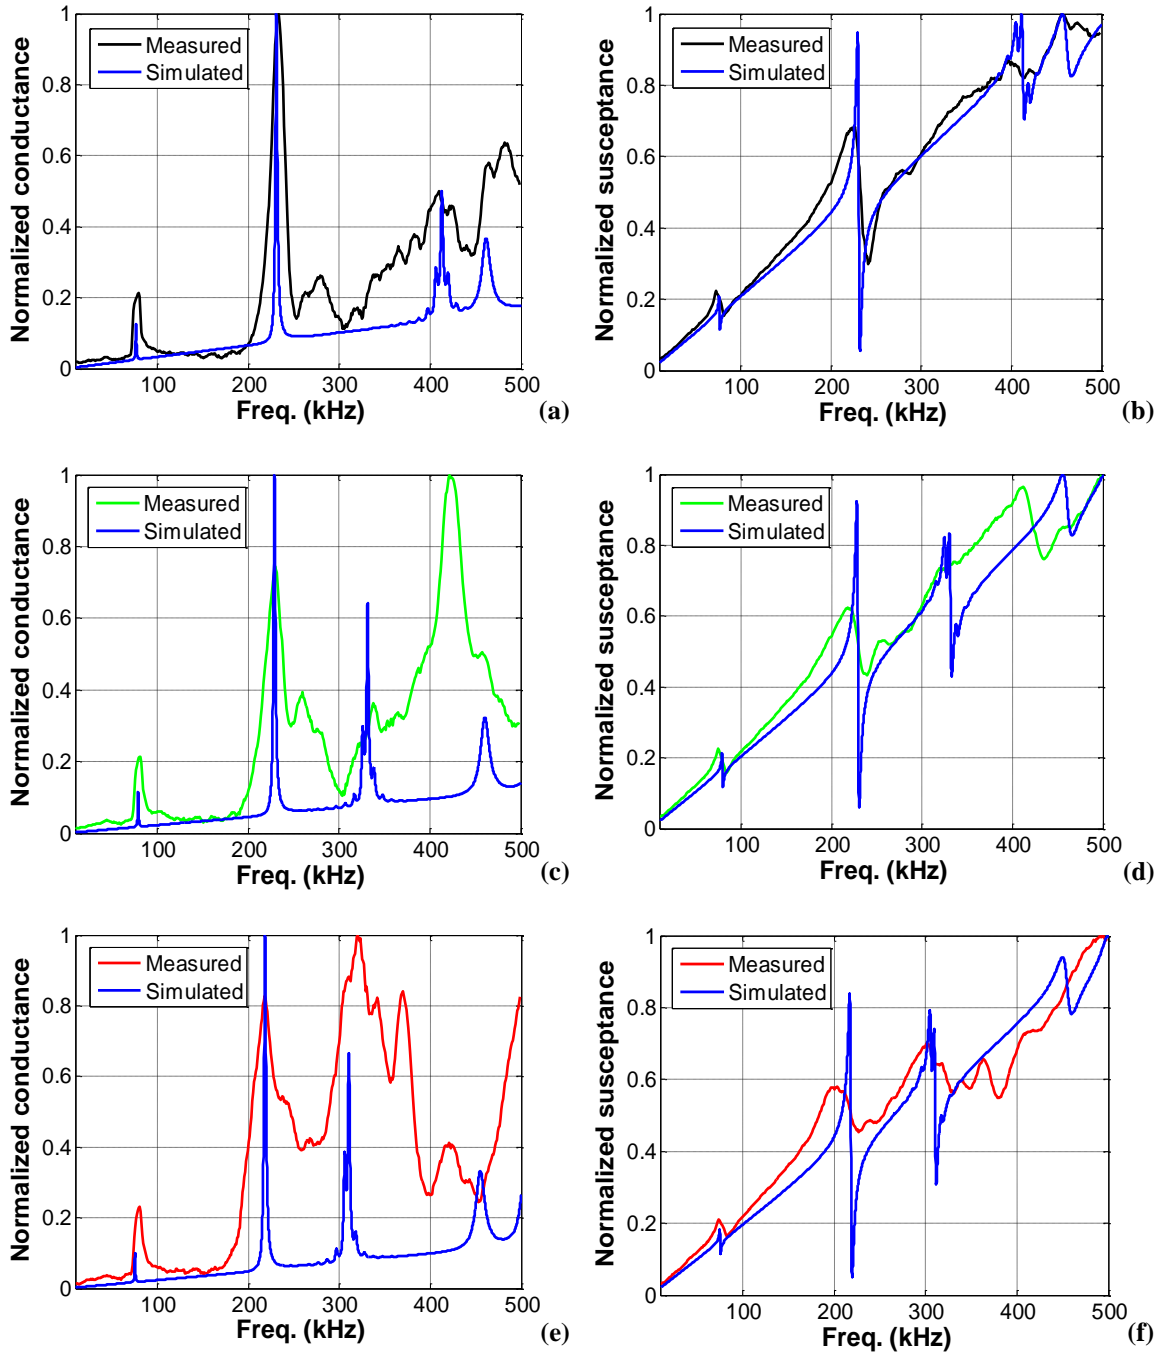 1
0.8
0.6
0.4
0.2
0
100
200
300
400
500
Normalized conductance
Freq. (kHz)
Measured
Simulated
(a)
1
0.8
0.6
0.4
0.2
0
100
200
300
400
500
Normalized susceptance
Freq. (kHz)
Measured
Simulated
(b)
1
0.8
0.6
0.4
0.2
0
100
200
300
400
500
Normalized conductance
Freq. (kHz)
Measured
Simulated
(c)
1
0.8
0.6
0.4
0.2
0
100
200
300
400
500
Normalized susceptance
Freq. (kHz)
Measured
Simulated
(d)
1
0.8
0.6
0.4
0.2
0
100
200
300
400
500
Normalized conductance
Freq. (kHz)
Measured
Simulated
(e)
1
0.8
0.6
0.4
0.2
0
100
200
300
400
500
Normalized susceptance
Freq. (kHz)
Measured
Simulated
(f)